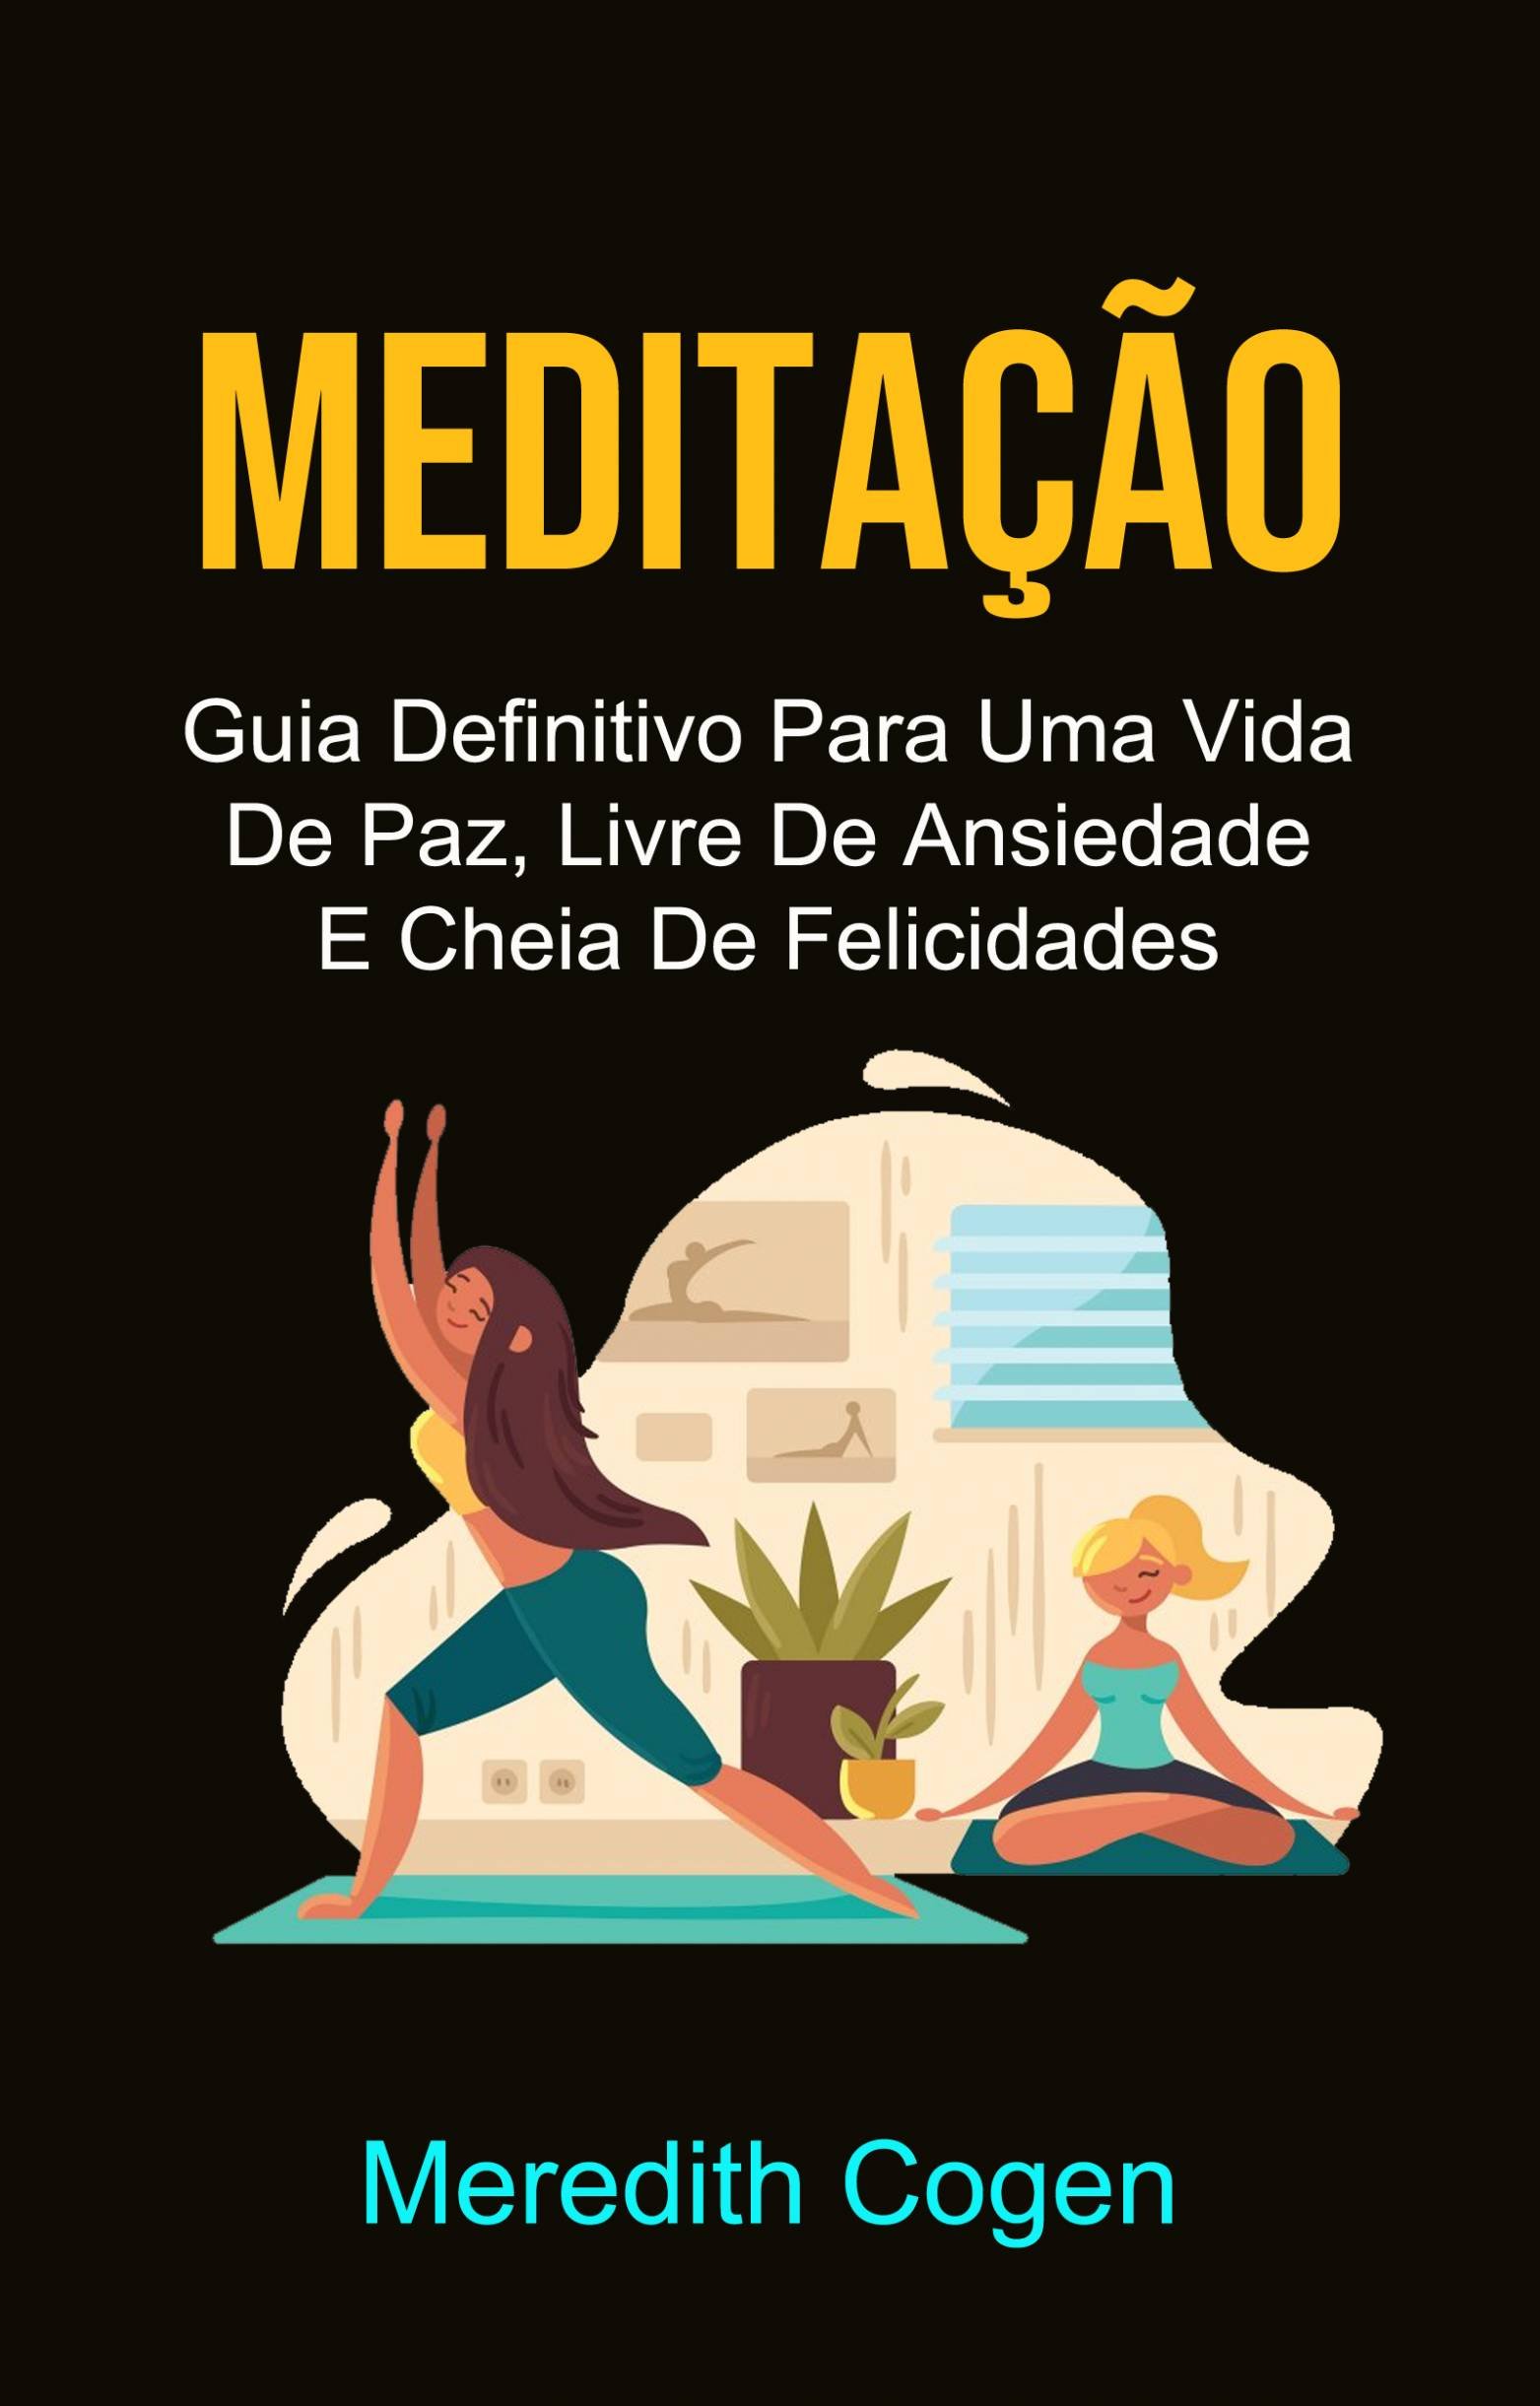 MEDITAÇÃO
Guia Definitivo Para Uma Vida
De Paz, Livre De Ansiedade
E Cheia De Felicidades
Meredith Cogen